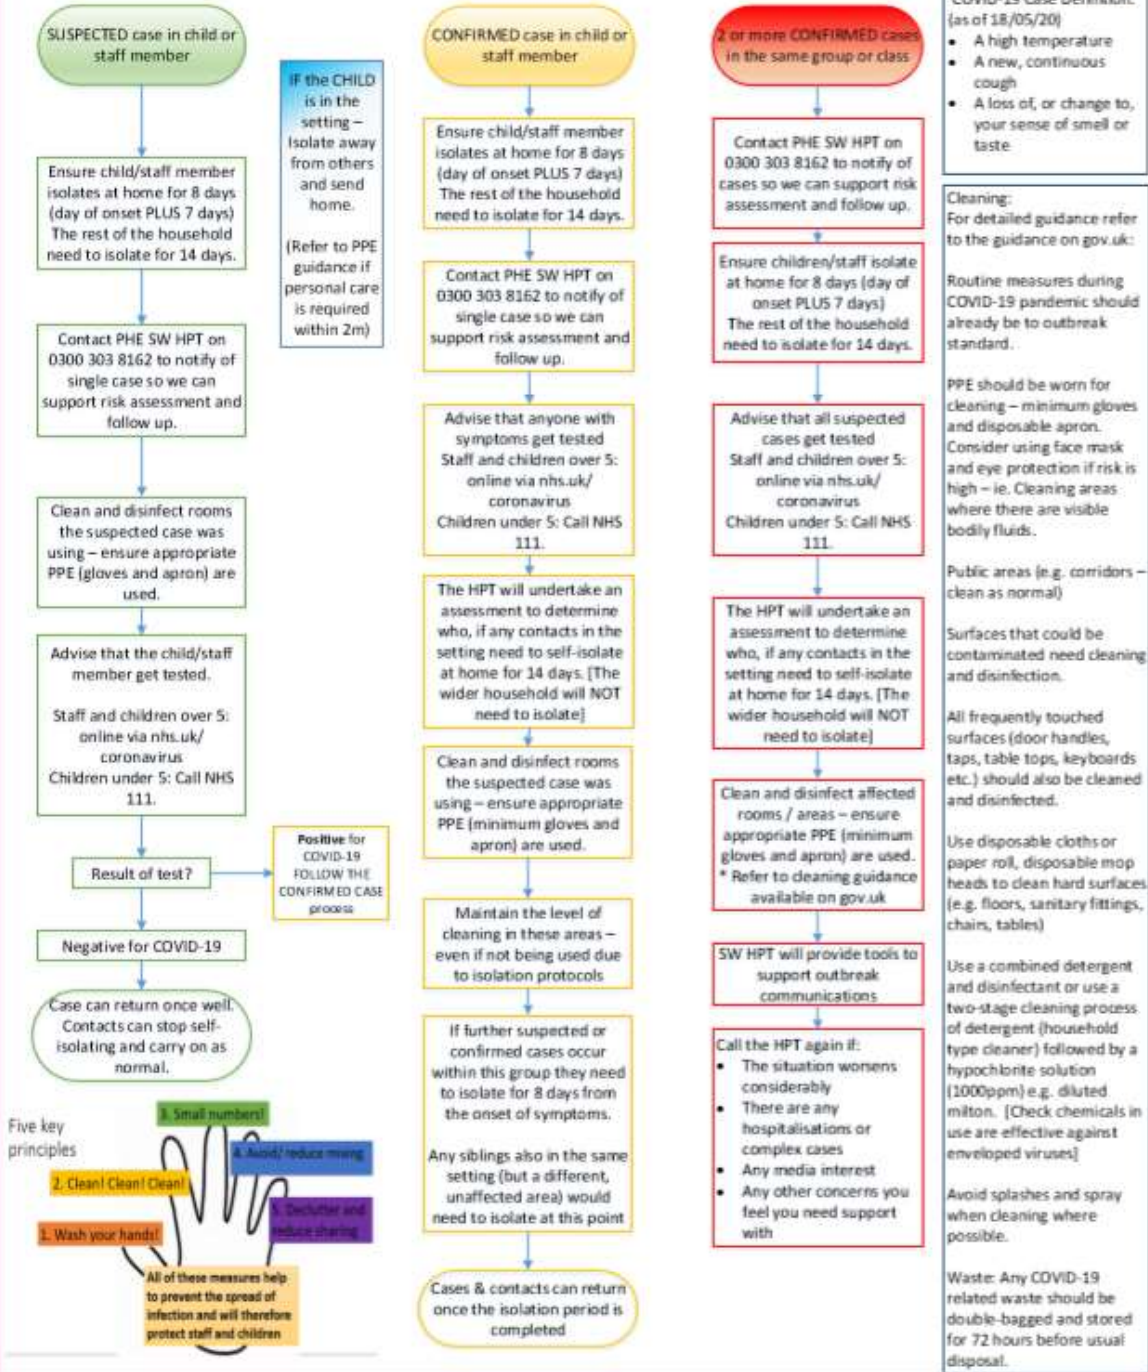 SUSPECTED case in child or
staff member
Ensure child/staff member
isolates at home for 8 days
(day of onset PLUS 7 days)
The rest of the household
need to isolate for 14 days.
Contact PHE SW HPT on
0300 303 8162 to notify of
single case so we can
support risk assessment and
follow up.
Clean and disinfect rooms
the suspected case was
using – ensure appropriate
PPE (gloves and apron) are
used.
Advise that the child/staff
member get tested.
Staff and children over 5:
online via nhs.uk/
coronavirus
Children under 5: Call NHS
111.
Result of test?
Positive for
COVID-19
FOLLOW THE
CONFIRMED CASE
process
Negative for COVID-19
Case can return once well.
Contacts can stop self-
isolating and carry on as
normal.
IF the CHILD
is in the
setting –
Isolate away
from others
and send
home.
(Refer to PPE
guidance if
personal care
is required
within 2m)
Five key
principles
1. Wash your hands!
2. Clean! Clean! Clean!
3. Small numbers!
4. Avoid/ reduce mixing
5. Declutter and
reduce sharing
All of these measures help
to prevent the spread of
infection and will therefore
protect staff and children
CONFIRMED case in child or
staff member
Ensure child/staff member
isolates at home for 8 days
(day of onset PLUS 7 days)
The rest of the household
need to isolate for 14 days.
Contact PHE SW HPT on
0300 303 8162 to notify of
single case so we can
support risk assessment and
follow up.
Advise that anyone with
symptoms get tested
Staff and children over 5:
online via nhs.uk/
coronavirus
Children under 5: Call NHS
111.
The HPT will undertake an
assessment to determine
who, if any contacts in the
setting need to self-isolate
at home for 14 days. [The
wider household will NOT
need to isolate]
Clean and disinfect rooms
the suspected case was
using – ensure appropriate
PPE (minimum gloves and
apron) are used.
Maintain the level of
cleaning in these areas –
even if not being used due
to isolation protocols
If further suspected or
confirmed cases occur
within this group they need
to isolate for 8 days from
the onset of symptoms.
Any siblings also in the same
setting (but a different,
unaffected area) would
need to isolate at this point
Cases & contacts can return
once the isolation period is
completed
2 or more CONFIRMED cases
in the same group or class
Contact PHE SW HPT on
0300 303 8162 to notify of
cases so we can support risk
assessment and follow up.
Ensure children/staff isolate
at home for 8 days (day of
onset PLUS 7 days)
The rest of the household
need to isolate for 14 days.
Advise that all suspected
cases get tested
Staff and children over 5:
online via nhs.uk/
coronavirus
Children under 5: Call NHS
111.
The HPT will undertake an
assessment to determine
who, if any contacts in the
setting need to self-isolate
at home for 14 days. [The
wider household will NOT
need to isolate]
Clean and disinfect affected
rooms / areas – ensure
appropriate PPE (minimum
gloves and apron) are used.
* Refer to cleaning guidance
available on gov.uk
SW HPT will provide tools to
support outbreak
communications
Call the HPT again if:
• The situation worsens
considerably
• There are any
hospitalisations or
complex cases
• Any media interest
• Any other concerns you
feel you need support
with
COVID-19 Case Definition:
(as of 18/05/20)
• A high temperature
• A new, continuous
cough
• A loss of, or change to,
your sense of smell or
taste
Cleaning:
For detailed guidance refer
to the guidance on gov.uk:
Routine measures during
COVID-19 pandemic should
already be to outbreak
standard.
PPE should be worn for
cleaning – minimum gloves
and disposable apron.
Consider using face mask
and eye protection if risk is
high – ie. Cleaning areas
where there are visible
bodily fluids.
Public areas (e.g. corridors –
clean as normal)
Surfaces that could be
contaminated need cleaning
and disinfection.
All frequently touched
surfaces (door handles,
taps, table tops, keyboards
etc.) should also be cleaned
and disinfected.
Use disposable cloths or
paper roll, disposable mop
heads to clean hard surfaces
(e.g. floors, sanitary fittings,
chairs, tables)
Use a combined detergent
and disinfectant or use a
two-stage cleaning process
of detergent (household
type cleaner) followed by a
hypochlorite solution
(1000ppm) e.g. diluted
milton. [Check chemicals in
use are effective against
enveloped viruses]
Avoid splashes and spray
when cleaning where
possible.
Waste: Any COVID-19
related waste should be
double-bagged and stored
for 72 hours before usual
disposal.